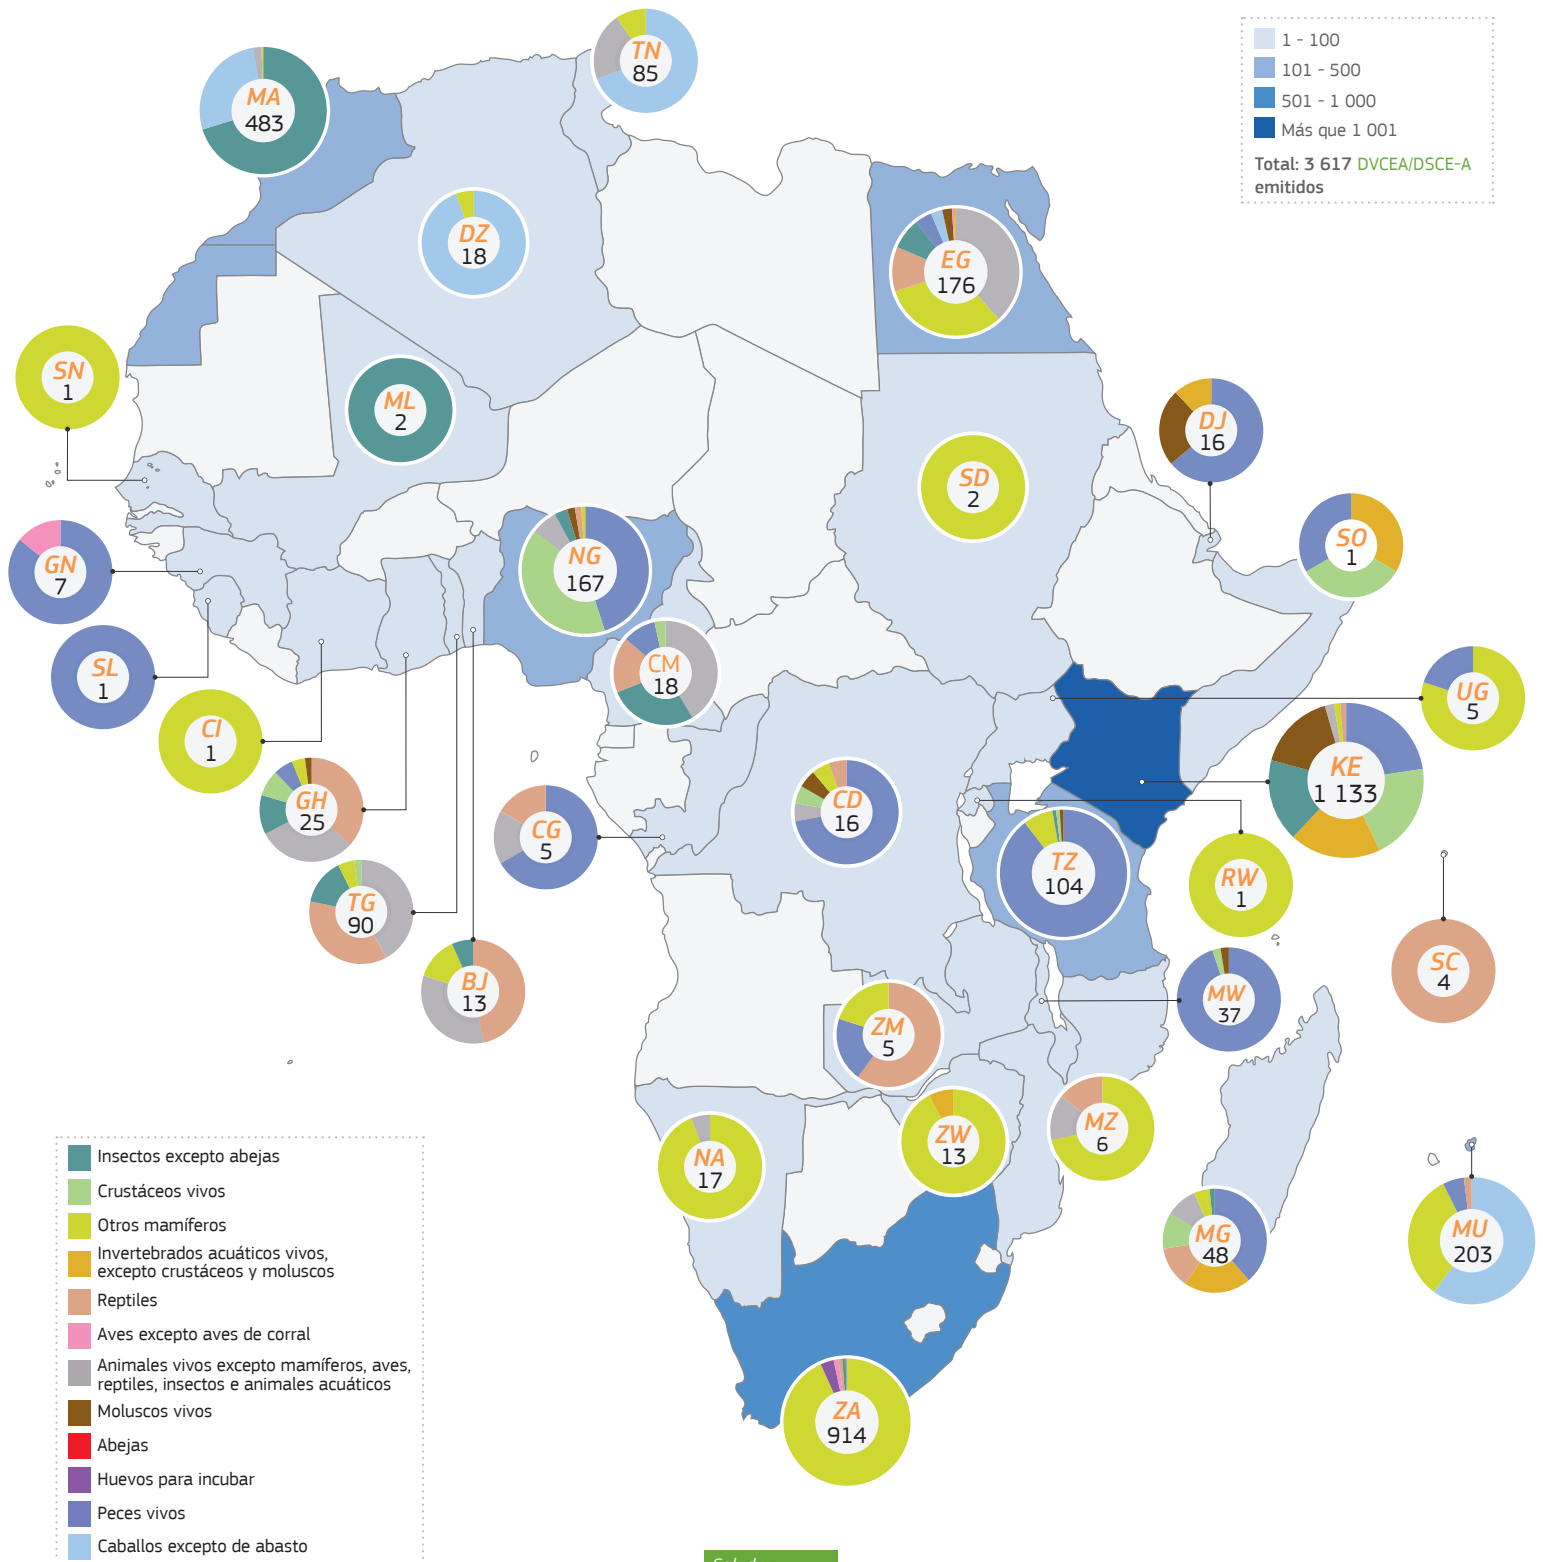 1 - 100
101 - 500
501 - 1 000
Más que 1 001
Total: 3 617 DVCEA/DSCE-A
emitidos
TN
85
MA
483
DZ
18
EG
176
SN
1
ML
2
DJ
16
SD
2
SO
1
GN
7
NG
167
SL
1
CM
18
UG
5
CI
1
KE
1 133
GH
25
CD
16
CG
5
TZ
104
RW
1
TG
90
BJ
13
SC
4
MW
37
ZM
5
MZ
6
ZW
13
NA
17
MG
48
MU
203
ZA
914
Insectos excepto abejas
Crustáceos vivos
Otros mamíferos
Invertebrados acuáticos vivos,
excepto crustáceos y moluscos
Reptiles
Aves excepto aves de corral
Animales vivos excepto mamíferos, aves,
reptiles, insectos e animales acuáticos
Moluscos vivos
Abejas
Huevos para incubar
Peces vivos
Caballos excepto de abasto